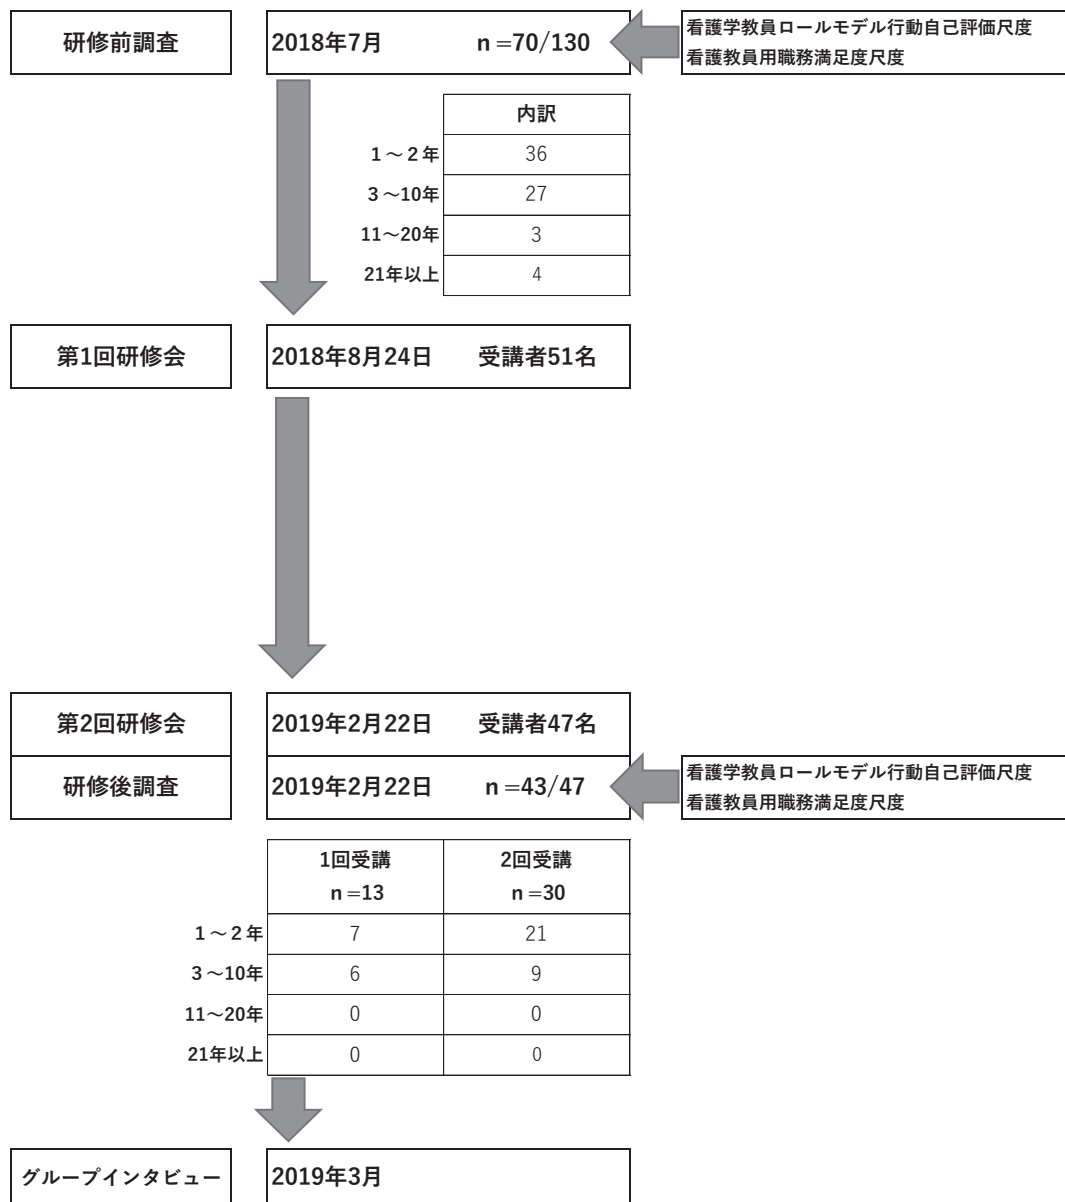 研修前調査
2018年7月 n=70/130
看護学教員ロールモデル行動自己評価尺度
看護教員用職務満足度尺度
内訳
1～2年 36
3～10年 27
11～20年 3
21年以上 4
第1回研修会
2018年8月24日 受講者51名
第2回研修会
2019年2月22日 受講者47名
研修後調査
2019年2月22日 n=43/47
看護学教員ロールモデル行動自己評価尺度
看護教員用職務満足度尺度
1回受講 2回受講
n=13 n=30
1～2年 7 21
3～10年 6 9
11～20年 0 0
21年以上 0 0
グループインタビュー
2019年3月